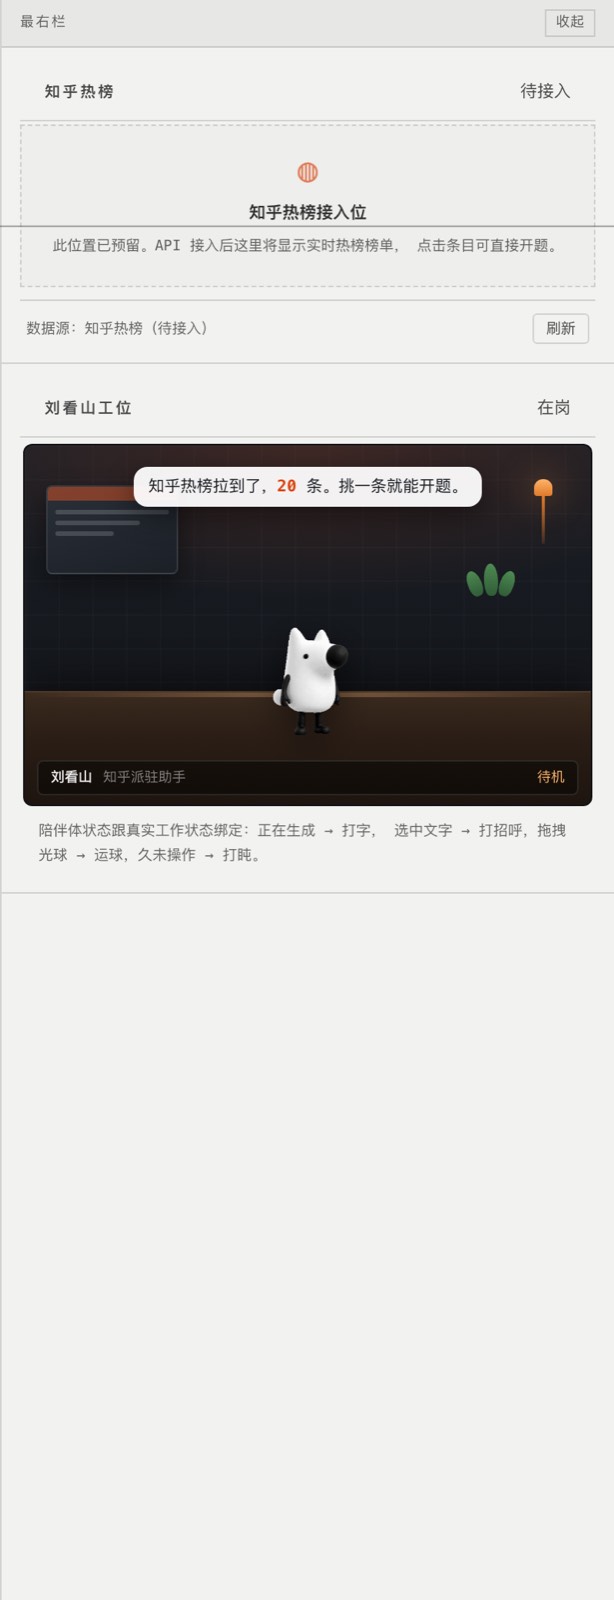 最右栏
收起
知乎热榜
待接入
知乎热榜接入位
此位置已预留。API 接入后这里将显示实时热榜榜单， 点击条目可直接开题。
数据源：知乎热榜（待接入）
刷新
刘看山工位
在岗
知乎热榜拉到了，20 条。挑一条就能开题。
刘看山 知乎派驻助手
待机
陪伴体状态跟真实工作状态绑定：正在生成 → 打字， 选中文字 → 打招呼，拖拽
光球 → 运球，久未操作 → 打盹。